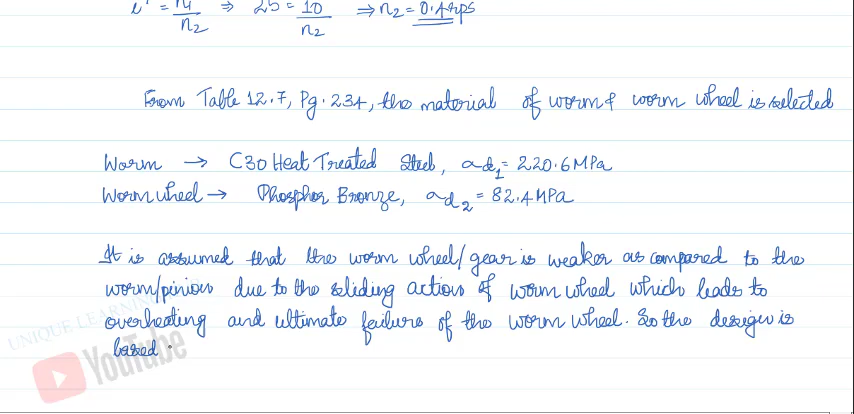 i = n₁/n₂ ⇒ 25 = 10/n₂ ⇒ n₂ = 0.4rps
From Table 12.7, Pg. 234, the material of worm & worm wheel is selected
Worm → C30 Heat Treated Steel, σd₁ = 220.6 MPa
Worm wheel → Phosphor Bronze, σd₂ = 82.4 MPa
It is assumed that the worm wheel/gear is weaker as compared to the
worm/pinion due to the sliding action of worm wheel which leads to
overheating and ultimate failure of the worm wheel. So the design is
based
UNIQUE LEARNING
YouTube